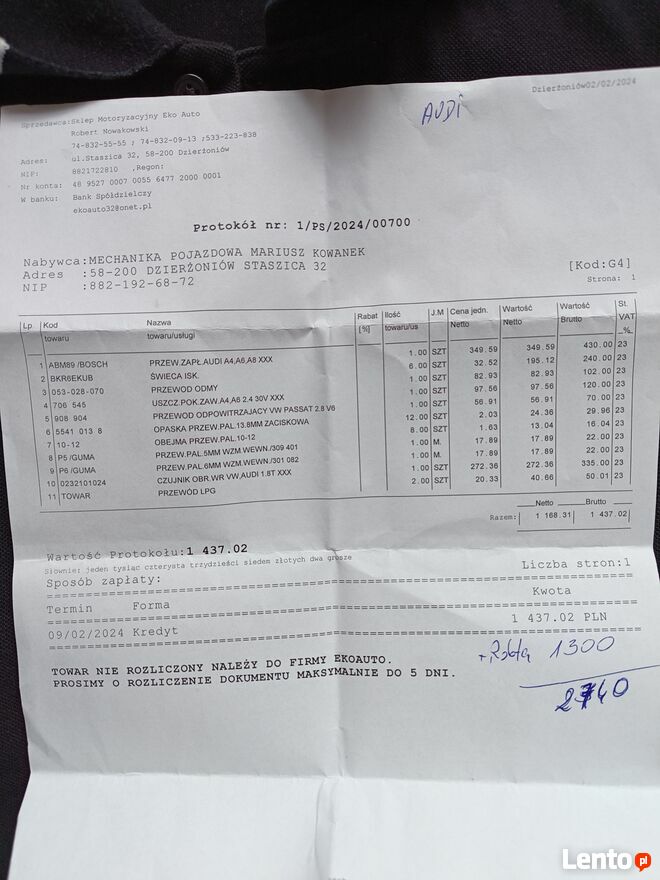 Dzierżoniów02/02/2024
AUDI
Sprzedawca:Sklep Motoryzacyjny Eko Auto
Robert Nowakowski
74-832-55-55 ; 74-832-09-13 ;533-223-838
Adres: ul.Staszica 32, 58-200 Dzierżoniów
NIP: 8821722810 ,Regon:
Nr konta: 48 9527 0007 0055 6477 2000 0001
W banku: Bank Spółdzielczy
ekoauto32@onet.pl
Protokół nr: 1/PS/2024/00700
Nabywca:MECHANIKA POJAZDOWA MARIUSZ KOWANEK
Adres :58-200 DZIERŻONIÓW STASZICA 32 [Kod:G4]
NIP :882-192-68-72 Strona: 1
Lp. Kod Nazwa Rabat Ilość J.M Cena jedn. Wartość Wartość St.
towaru towaru/usługi [%] towaru/us Netto Netto Brutto VAT
_%_
1 ABM89 /BOSCH PRZEW.ZAPŁ.AUDI A4,A6,A8 XXX 1.00 SZT 349.59 349.59 430.00 23
2 BKR6EKUB ŚWIECA ISK. 6.00 SZT 32.52 195.12 240.00 23
3 053-028-070 PRZEWOD ODMY 1.00 SZT 82.93 82.93 102.00 23
4 706 545 USZCZ.POK.ZAW.A4,A6 2.4 30V XXX 1.00 SZT 97.56 97.56 120.00 23
5 908 904 PRZEWOD ODPOWITRZAJACY VW PASSAT 2.8 V6 1.00 SZT 56.91 56.91 70.00 23
6 5541 013 8 OPASKA PRZEW.PAL.13.8MM ZACISKOWA 12.00 SZT 2.03 24.36 29.96 23
7 10-12 OBEJMA PRZEW.PAL.10-12 8.00 SZT 1.63 13.04 16.04 23
8 P5 /GUMA PRZEW.PAL.5MM WZM.WEWN./309 401 1.00 M. 17.89 17.89 22.00 23
9 P6 /GUMA PRZEW.PAL.6MM WZM.WEWN./301 082 1.00 M. 17.89 17.89 22.00 23
10 0232101024 CZUJNIK OBR.WR VW,AUDI 1.8T XXX 1.00 SZT 272.36 272.36 335.00 23
11 TOWAR PRZEWÓD LPG 2.00 SZT 20.33 40.66 50.01 23
Netto Brutto
Razem: 1 168.31 1 437.02
Wartość Protokołu:1 437.02
Słownie: jeden tysiąc czterysta trzydzieści siedem złotych dwa grosze
Sposób zapłaty: Liczba stron:1
Termin Forma Kwota
09/02/2024 Kredyt 1 437.02 PLN
TOWAR NIE ROZLICZONY NALEŻY DO FIRMY EKOAUTO.
PROSIMY O ROZLICZENIE DOKUMENTU MAKSYMALNIE DO 5 DNI.
+ Robota 1300
2740
Lento.pl